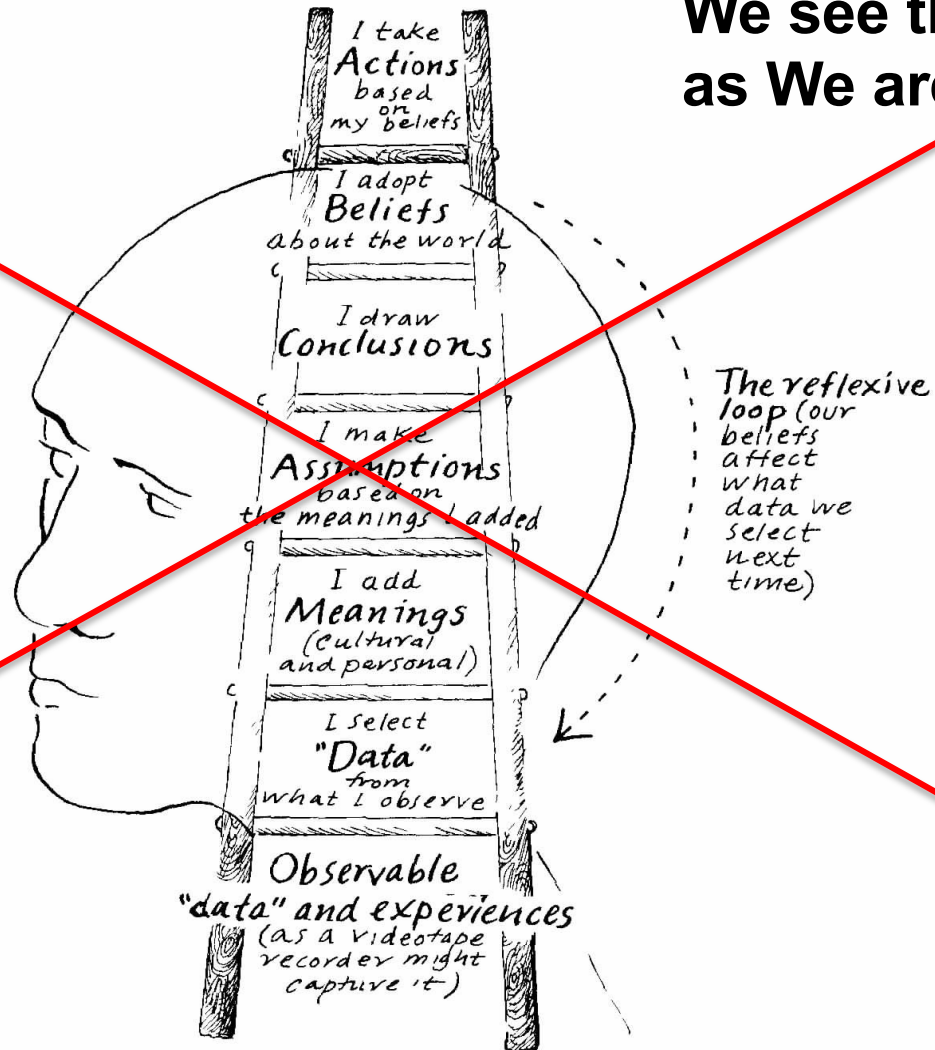 We see th
as We are
I take
Actions
based
on
my beliefs
I adopt
Beliefs
about the world
I draw
Conclusions
I make
Assumptions
based on
the meanings I added
I add
Meanings
(cultural
and personal)
I select
"Data"
from
what I observe
Observable
"data" and experiences
(as a videotape
recorder might
capture it)
The reflexive
loop (our
beliefs
affect
what
data we
select
next
time)